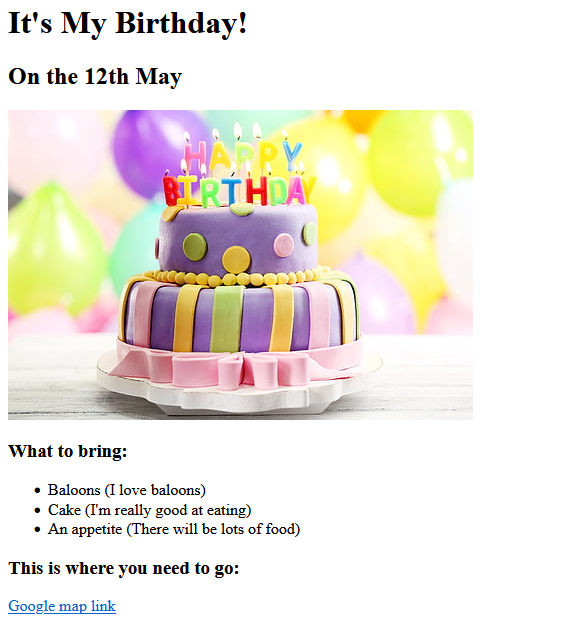 It's My Birthday!
On the 12th May
HAPPY
BIRTHDAY
What to bring:
Baloons (I love baloons)
Cake (I'm really good at eating)
An appetite (There will be lots of food)
This is where you need to go:
Google map link